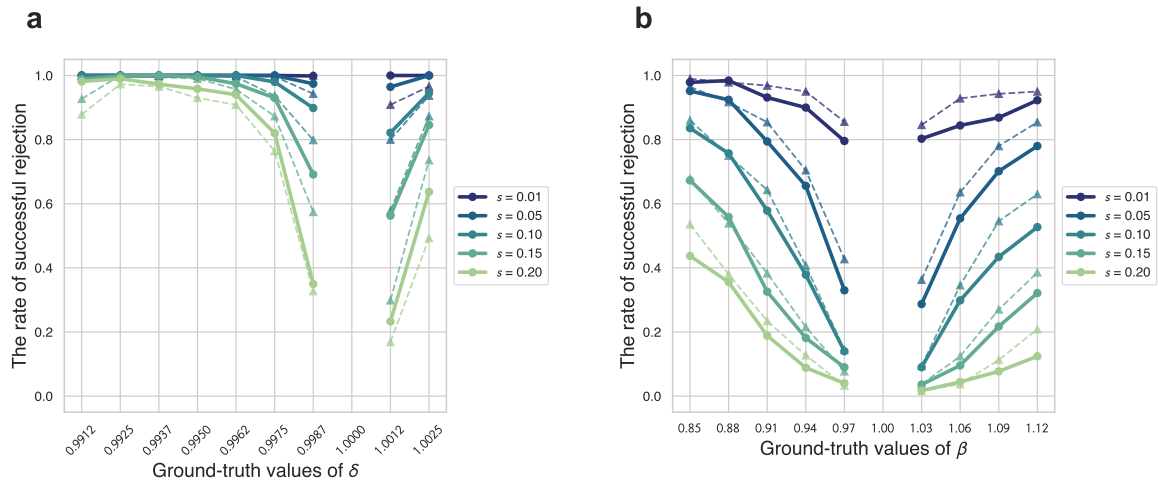 a
The rate of successful rejection
1.0
0.8
0.6
0.4
0.2
0.0
0.9912 0.9925 0.9937 0.9950 0.9962 0.9975 0.9987 1.0000 1.0012 1.0025
Ground-truth values of δ
s = 0.01
s = 0.05
s = 0.10
s = 0.15
s = 0.20
b
The rate of successful rejection
1.0
0.8
0.6
0.4
0.2
0.0
0.85 0.88 0.91 0.94 0.97 1.00 1.03 1.06 1.09 1.12
Ground-truth values of β
s = 0.01
s = 0.05
s = 0.10
s = 0.15
s = 0.20